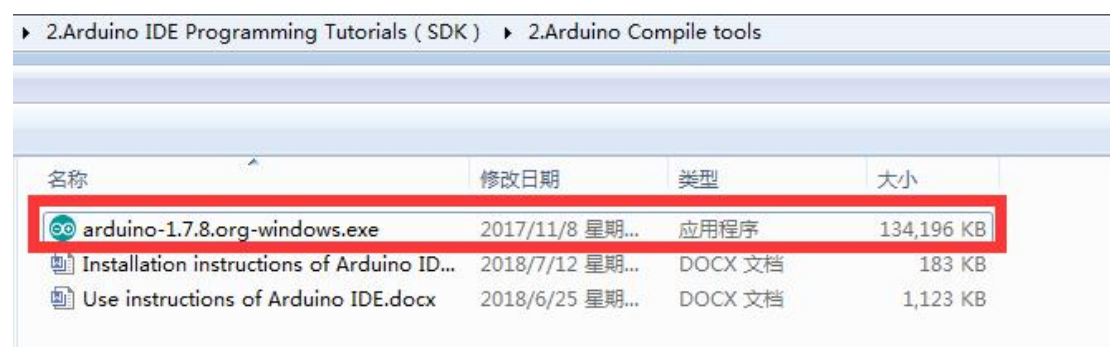 2.Arduino IDE Programming Tutorials ( SDK ) 2.Arduino Compile tools
名称 修改日期 类型 大小
arduino-1.7.8.org-windows.exe 2017/11/8 星期... 应用程序 134,196 KB
Installation instructions of Arduino ID... 2018/7/12 星期... DOCX 文档 183 KB
Use instructions of Arduino IDE.docx 2018/6/25 星期... DOCX 文档 1,123 KB